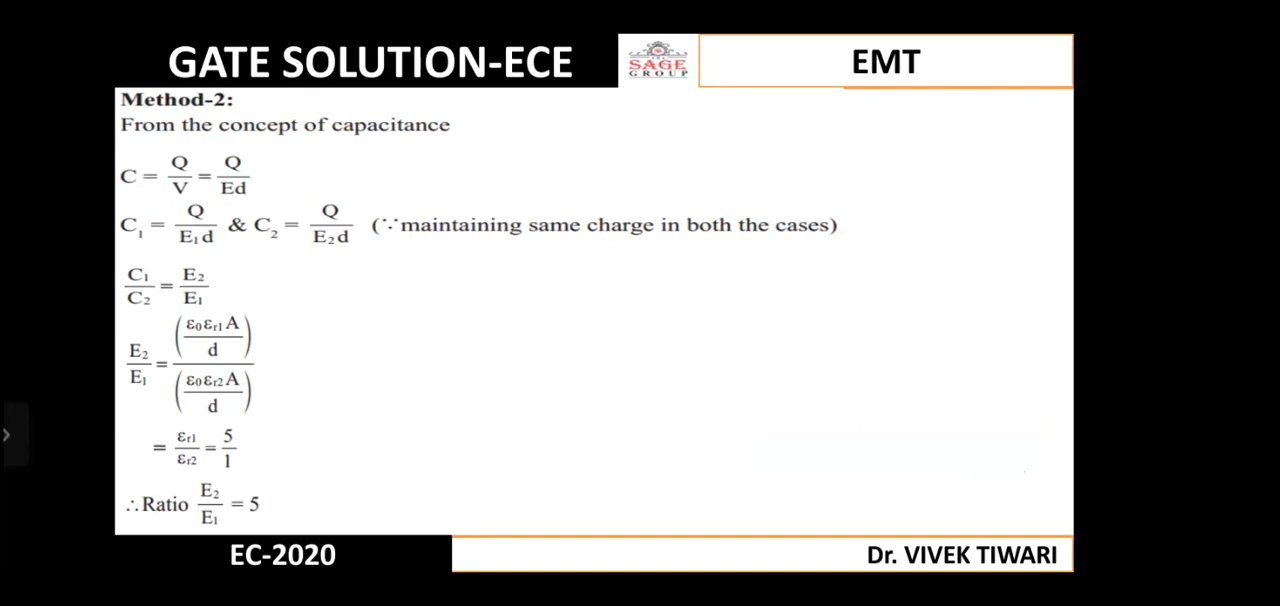 GATE SOLUTION-ECE
SAGE
GROUP
EMT
Method-2:
From the concept of capacitance
C = Q/V = Q/Ed
C₁ = Q/E₁d & C₂ = Q/E₂d (∵ maintaining same charge in both the cases)
C₁/C₂ = E₂/E₁
E₂/E₁ = (ε₀εᵣ₁A/d)/(ε₀εᵣ₂A/d)
= εᵣ₁/εᵣ₂ = 5/1
∴ Ratio E₂/E₁ = 5
EC-2020
Dr. VIVEK TIWARI